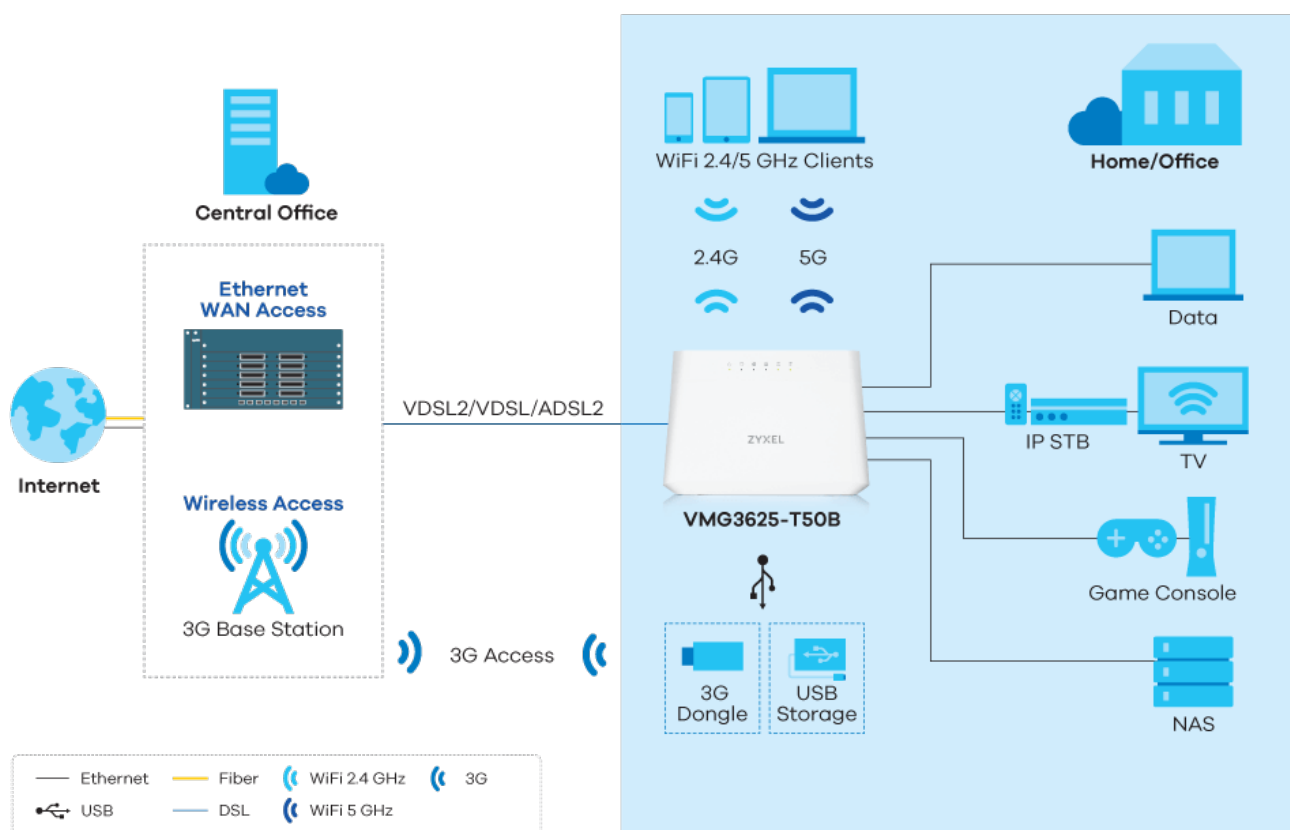 Central Office
Ethernet
WAN Access
Internet
Wireless Access
3G Base Station
VDSL2/VDSL/ADSL2
3G Access
WiFi 2.4/5 GHz Clients
Home/Office
2.4G
5G
ZYXEL
VMG3625-T50B
Data
IP STB
TV
Game Console
NAS
3G
Dongle
USB
Storage
Ethernet
Fiber
WiFi 2.4 GHz
3G
USB
DSL
WiFi 5 GHz